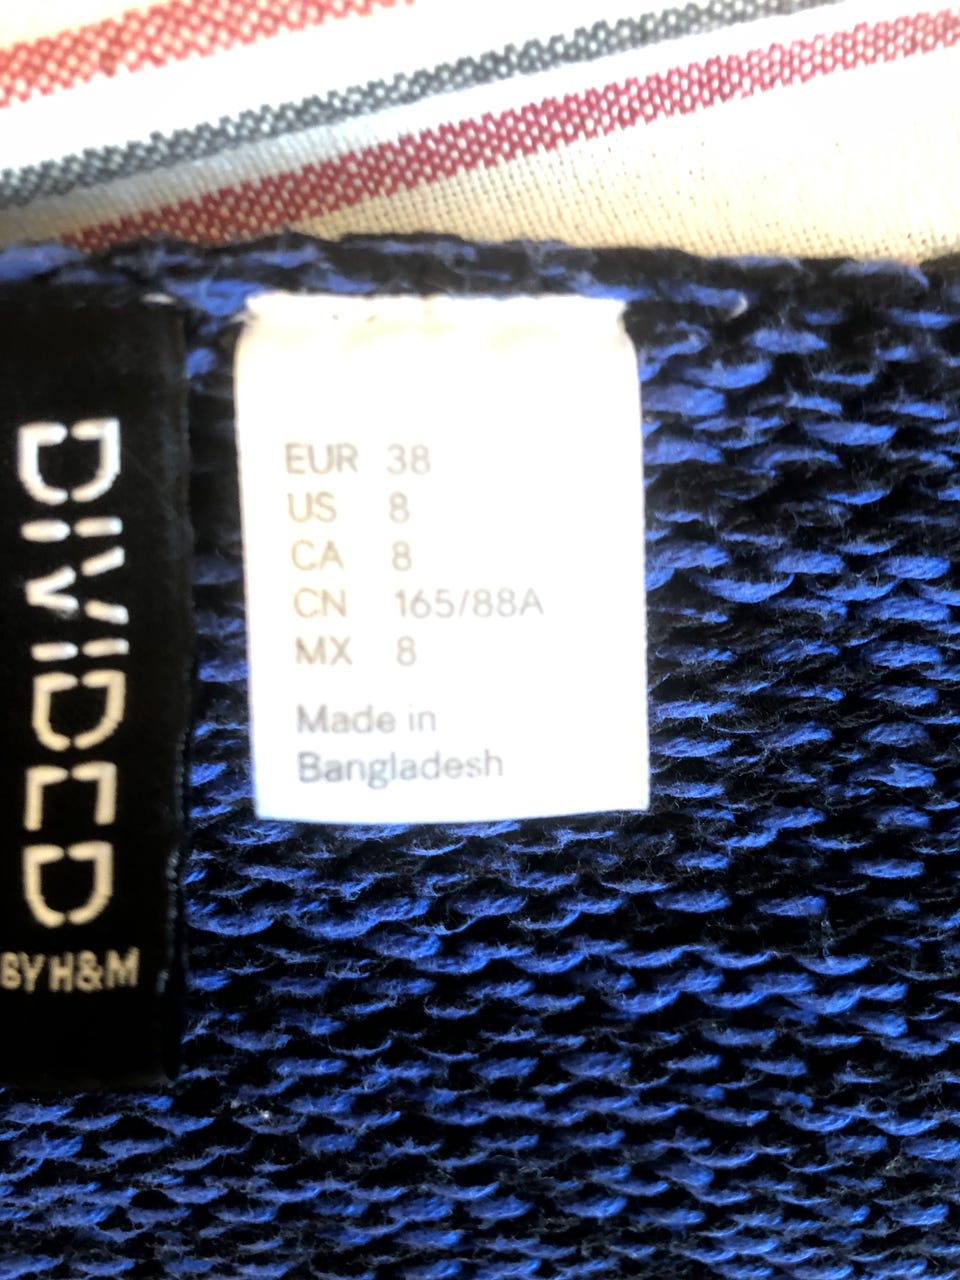 DIVIDED
BY H&M
EUR 38
US 8
CA 8
CN 165/88A
MX 8
Made in
Bangladesh